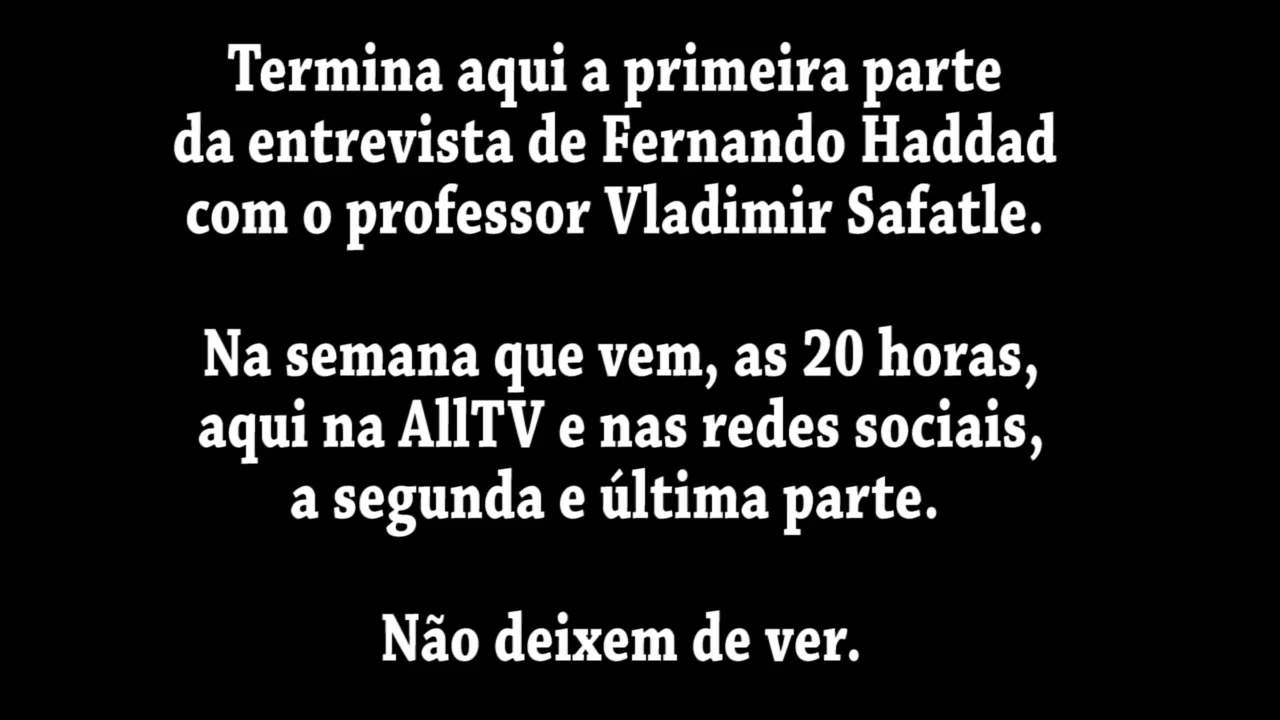 Termina aqui a primeira parte
da entrevista de Fernando Haddad
com o professor Vladimir Safatle.
Na semana que vem, as 20 horas,
aqui na AllTV e nas redes sociais,
a segunda e última parte.
Não deixem de ver.